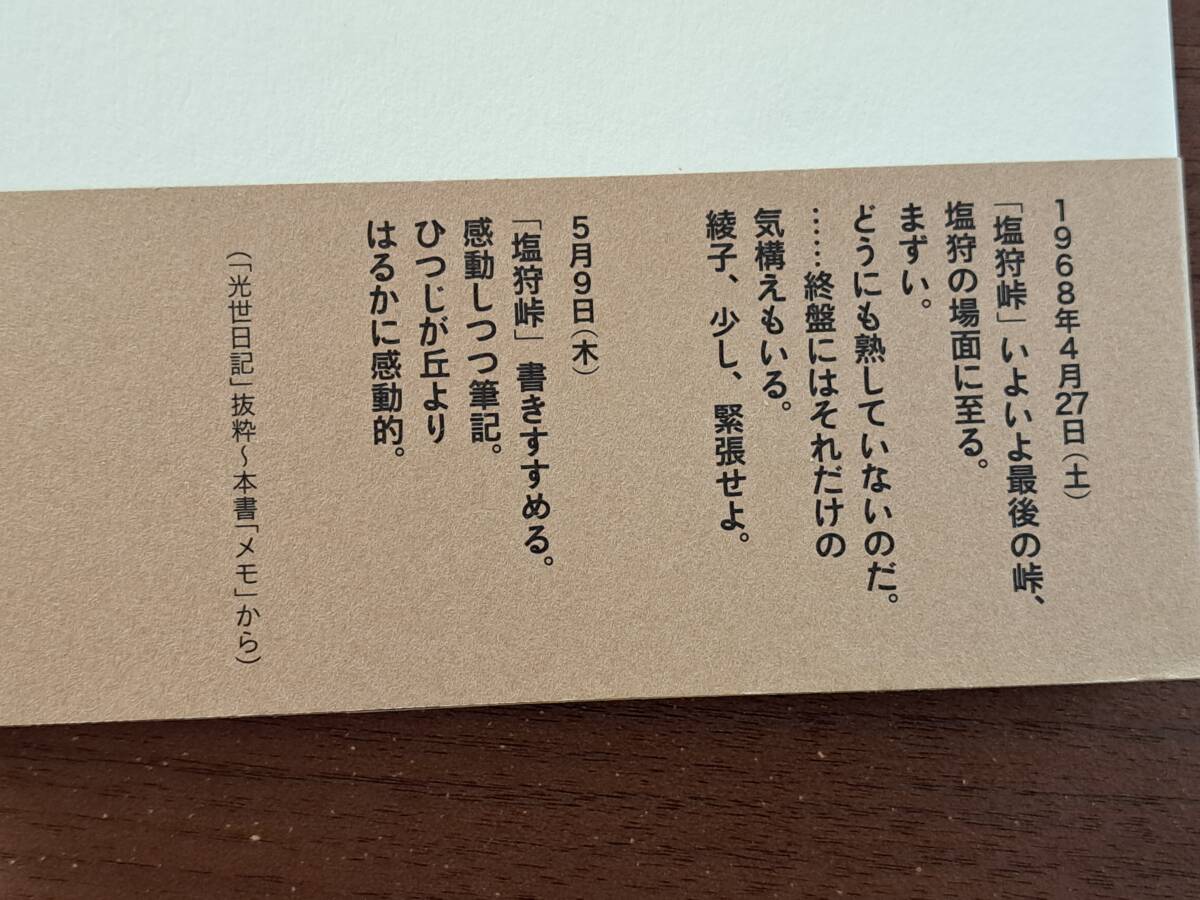 1968年4月27日（土）
「塩狩峠」いよいよ最後の峠、
塩狩の場面に至る。
まずい。
どうにも熟していないのだ。
……終盤にはそれだけの
気構えもいる。
綾子、少し、緊張せよ。
5月9日（木）
「塩狩峠」書きすすめる。
感動しつつ筆記。
ひつじが丘より
はるかに感動的。
（「光世日記」抜粋〜本書「メモ」から）